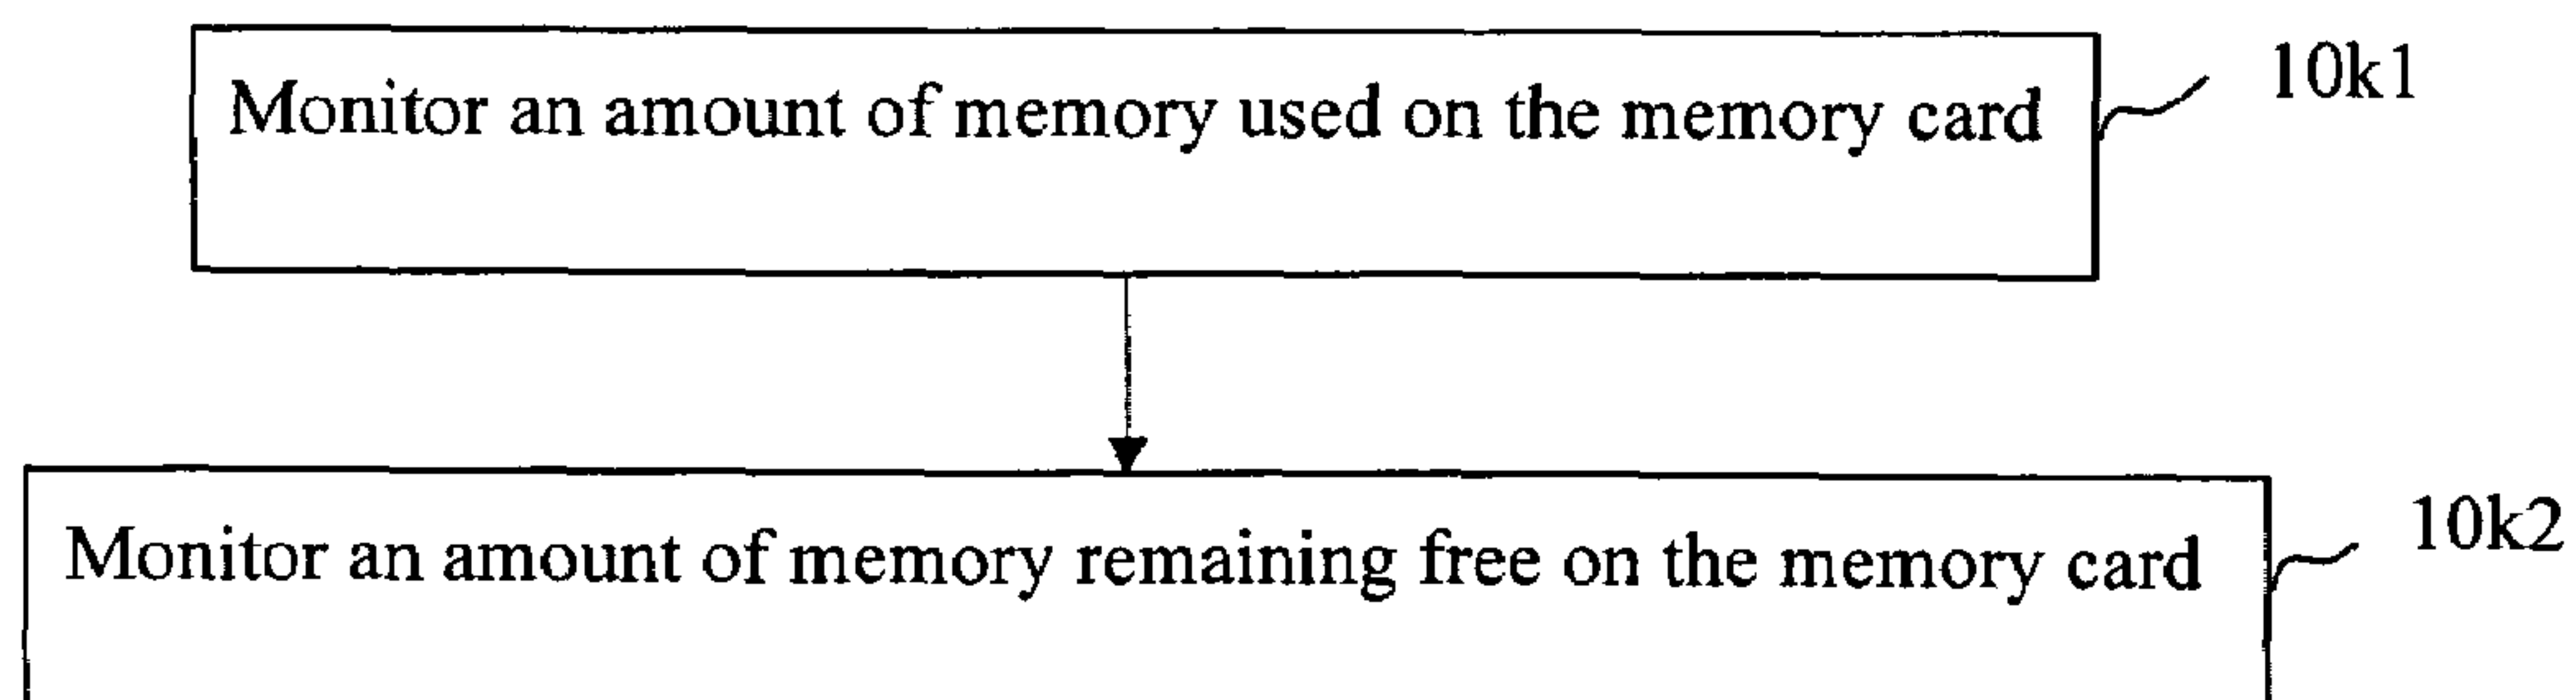 Monitor an amount of memory used on the memory card
10k1
Monitor an amount of memory remaining free on the memory card
10k2